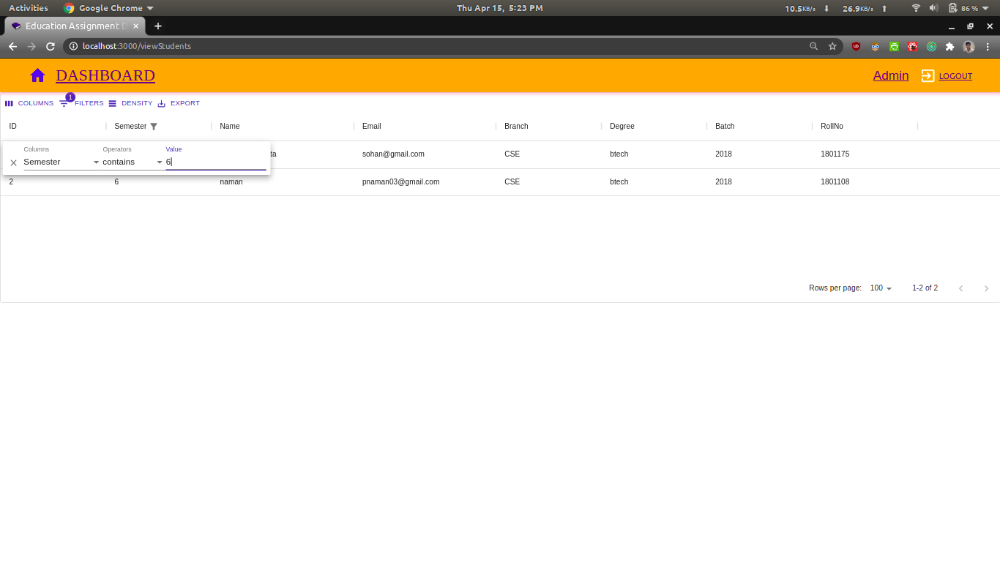 Activities Google Chrome Thu Apr 15, 5:23 PM 10.5KB/s 26.9KB/s 86 %
Education Assignment
localhost:3000/viewStudents
DASHBOARD Admin LOGOUT
COLUMNS 1 FILTERS DENSITY EXPORT
ID Semester Name Email Branch Degree Batch RollNo
Columns Operators Value
Semester contains 6
ta sohan@gmail.com CSE btech 2018 1801175
2 6 naman pnaman03@gmail.com CSE btech 2018 1801108
Rows per page: 100 1-2 of 2